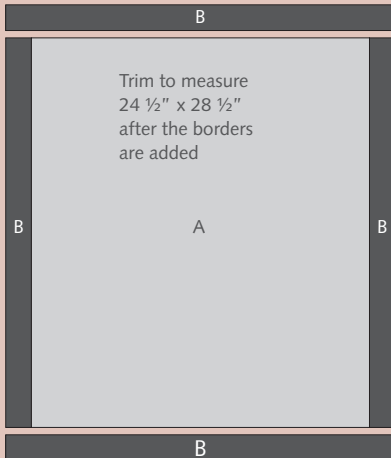 B
Trim to measure
24 ½” x 28 ½”
after the borders
are added
B
A
B
B